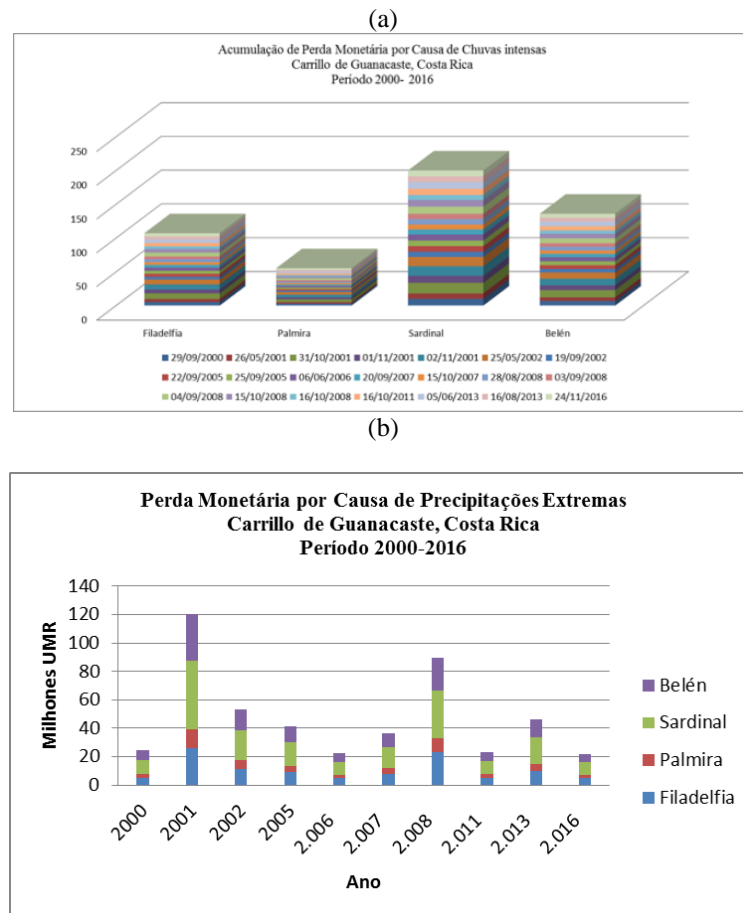 (a)
Acumulação de Perda Monetária por Causa de Chuvas intensas
Carrillo de Guanacaste, Costa Rica
Período 2000- 2016
250
200
150
100
50
0
Filadelfia Palmira Sardinal Belén
29/09/2000 26/05/2001 31/10/2001 01/11/2001 02/11/2001 25/05/2002 19/09/2002
22/09/2005 25/09/2005 06/06/2006 20/09/2007 15/10/2007 28/08/2008 03/09/2008
04/09/2008 15/10/2008 16/10/2008 16/10/2011 05/06/2013 16/08/2013 24/11/2016
(b)
Perda Monetária por Causa de Precipitações Extremas
Carrillo de Guanacaste, Costa Rica
Período 2000-2016
Milhones UMR
140
120
100
80
60
40
20
0
2000 2001 2002 2005 2.006 2.007 2.008 2.011 2.013 2.016
Ano
Belén
Sardinal
Palmira
Filadelfia